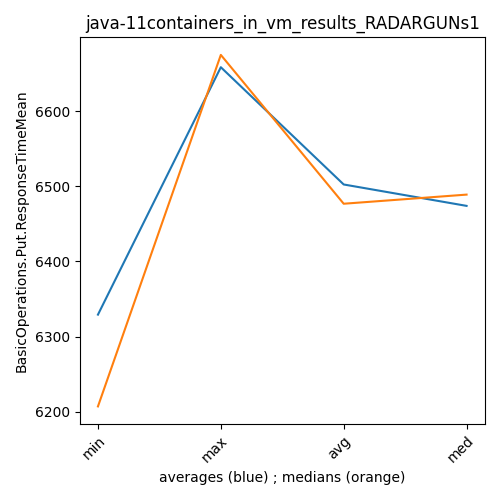 java-11containers_in_vm_results_RADARGUNs1
BasicOperations.Put.ResponseTimeMean
6600
6500
6400
6300
6200
min
max
avg
med
averages (blue) ; medians (orange)